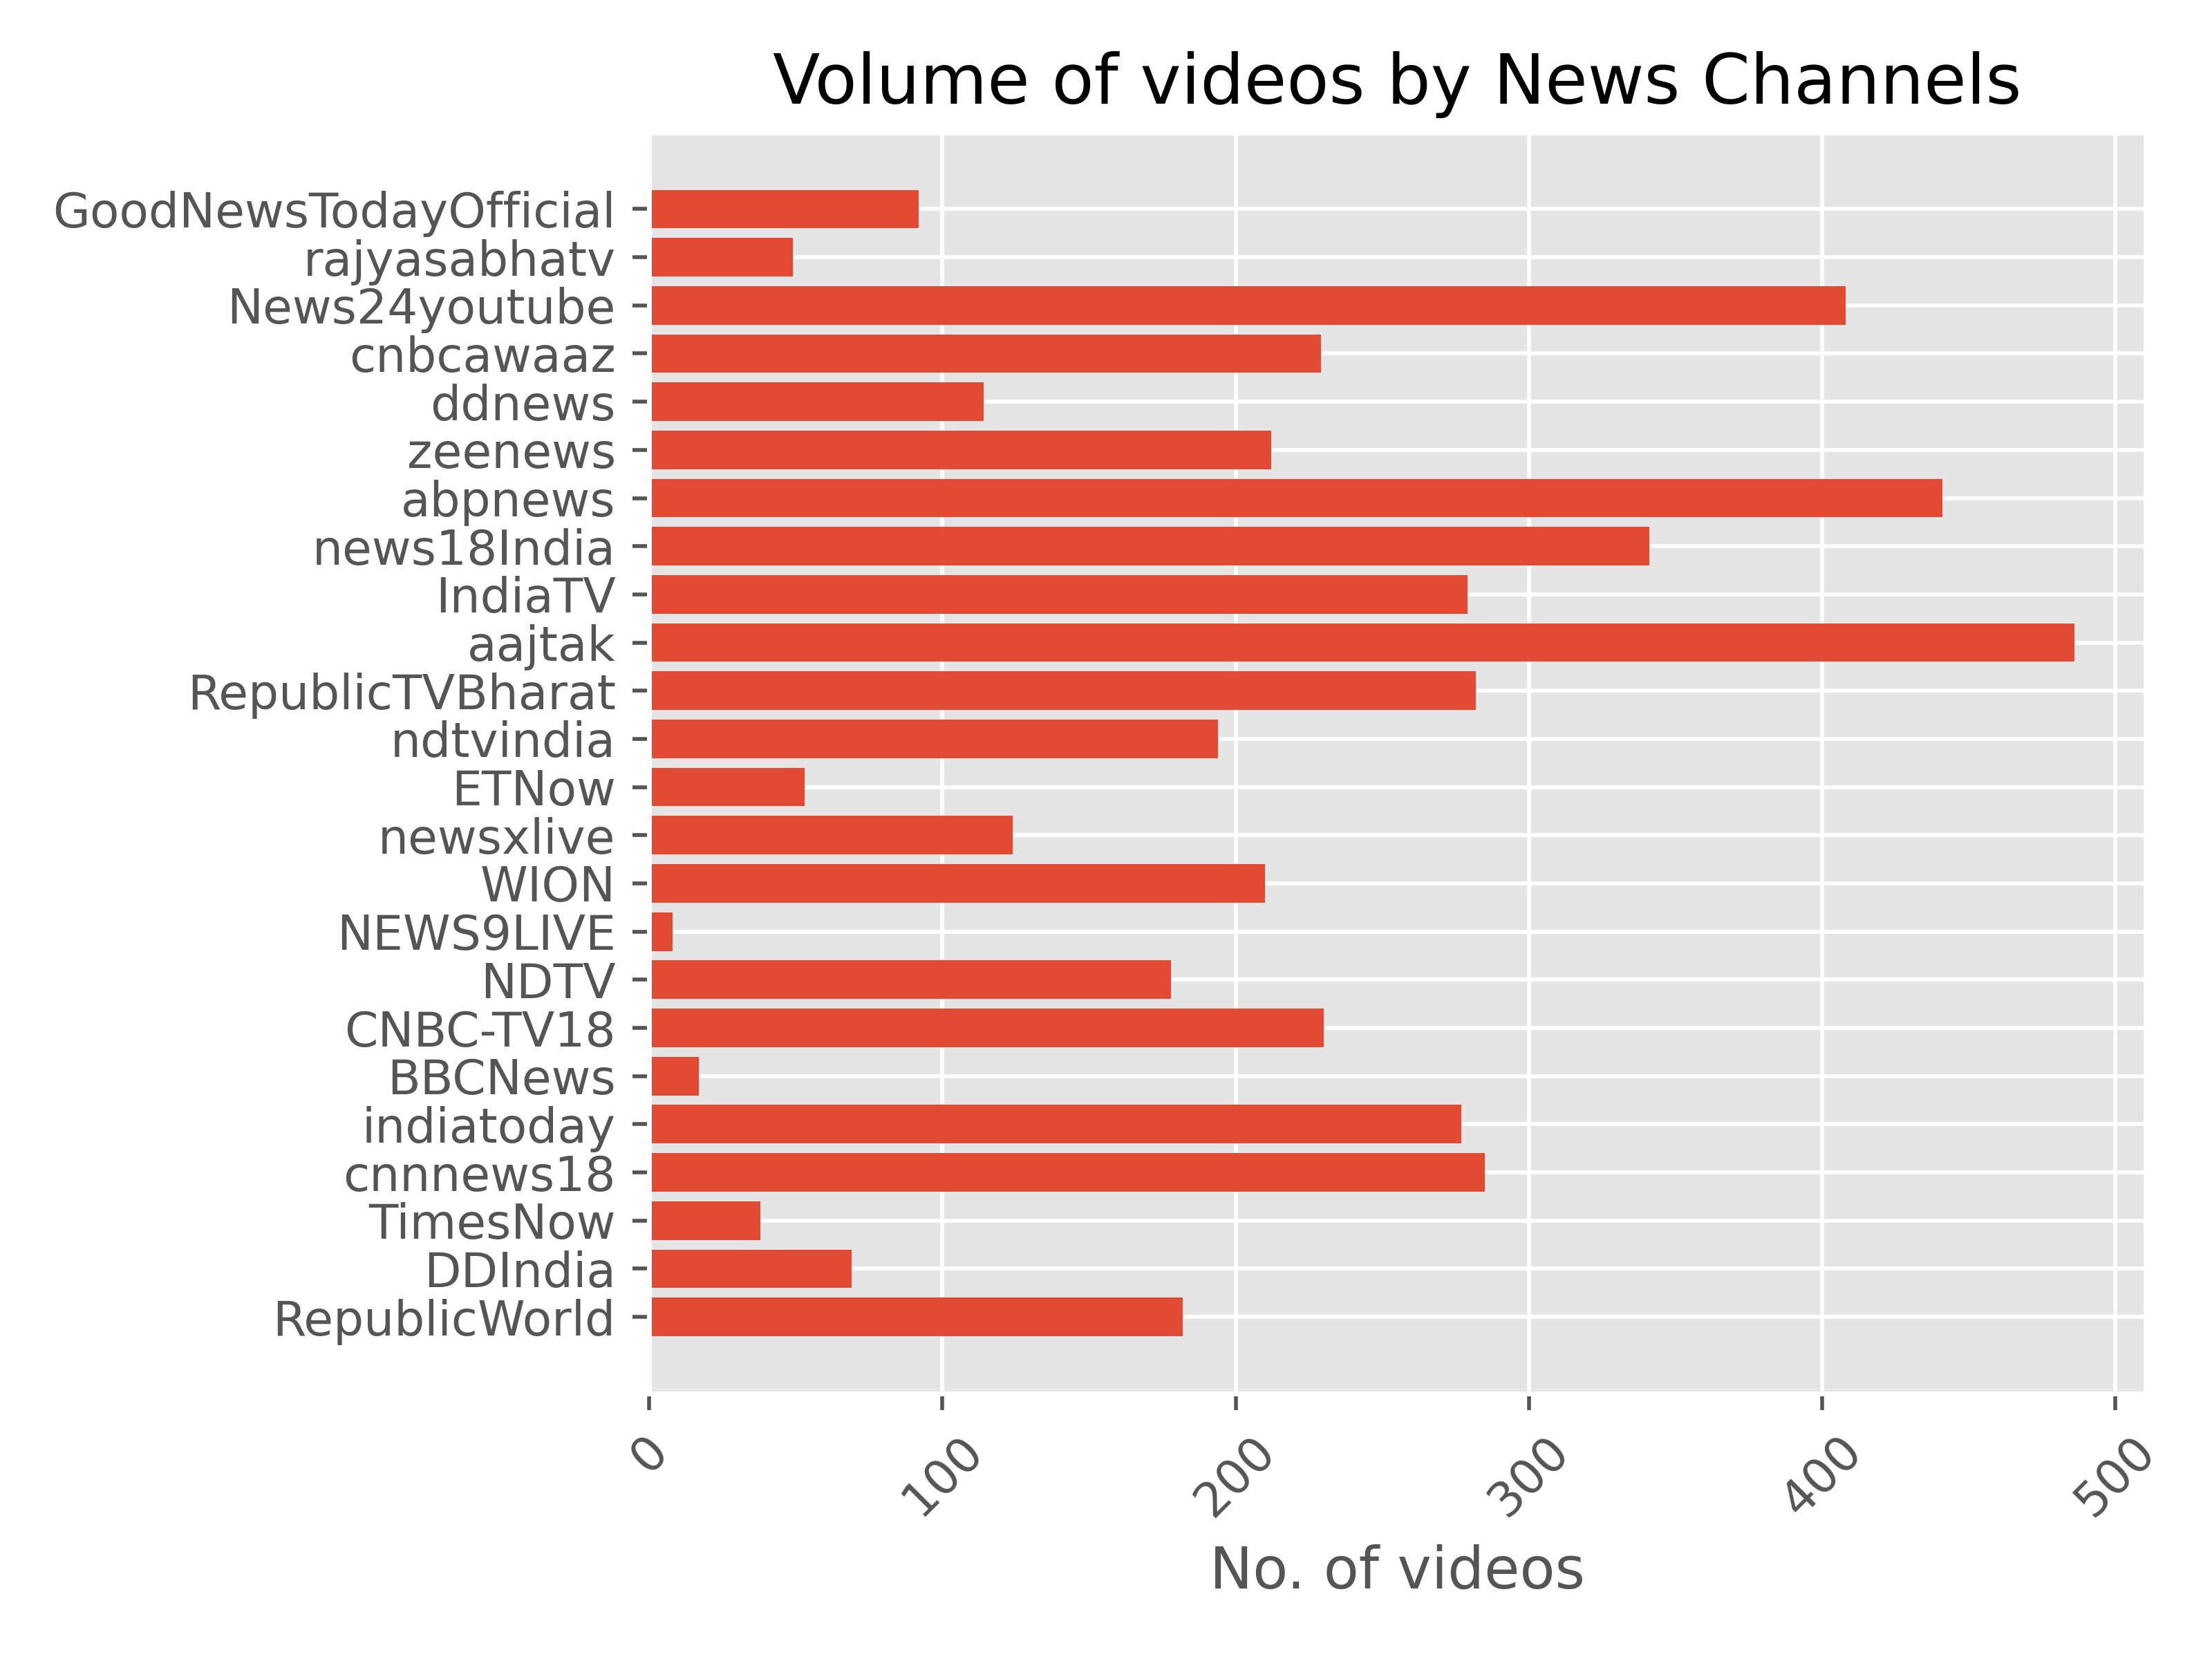 Volume of videos by News Channels
GoodNewsTodayOfficial
rajyasabhatv
News24youtube
cnbcawaaz
ddnews
zeenews
abpnews
news18India
IndiaTV
aajtak
RepublicTVBharat
ndtvindia
ETNow
newsxlive
WION
NEWS9LIVE
NDTV
CNBC-TV18
BBCNews
indiatoday
cnnnews18
TimesNow
DDIndia
RepublicWorld
0 100 200 300 400 500
No. of videos